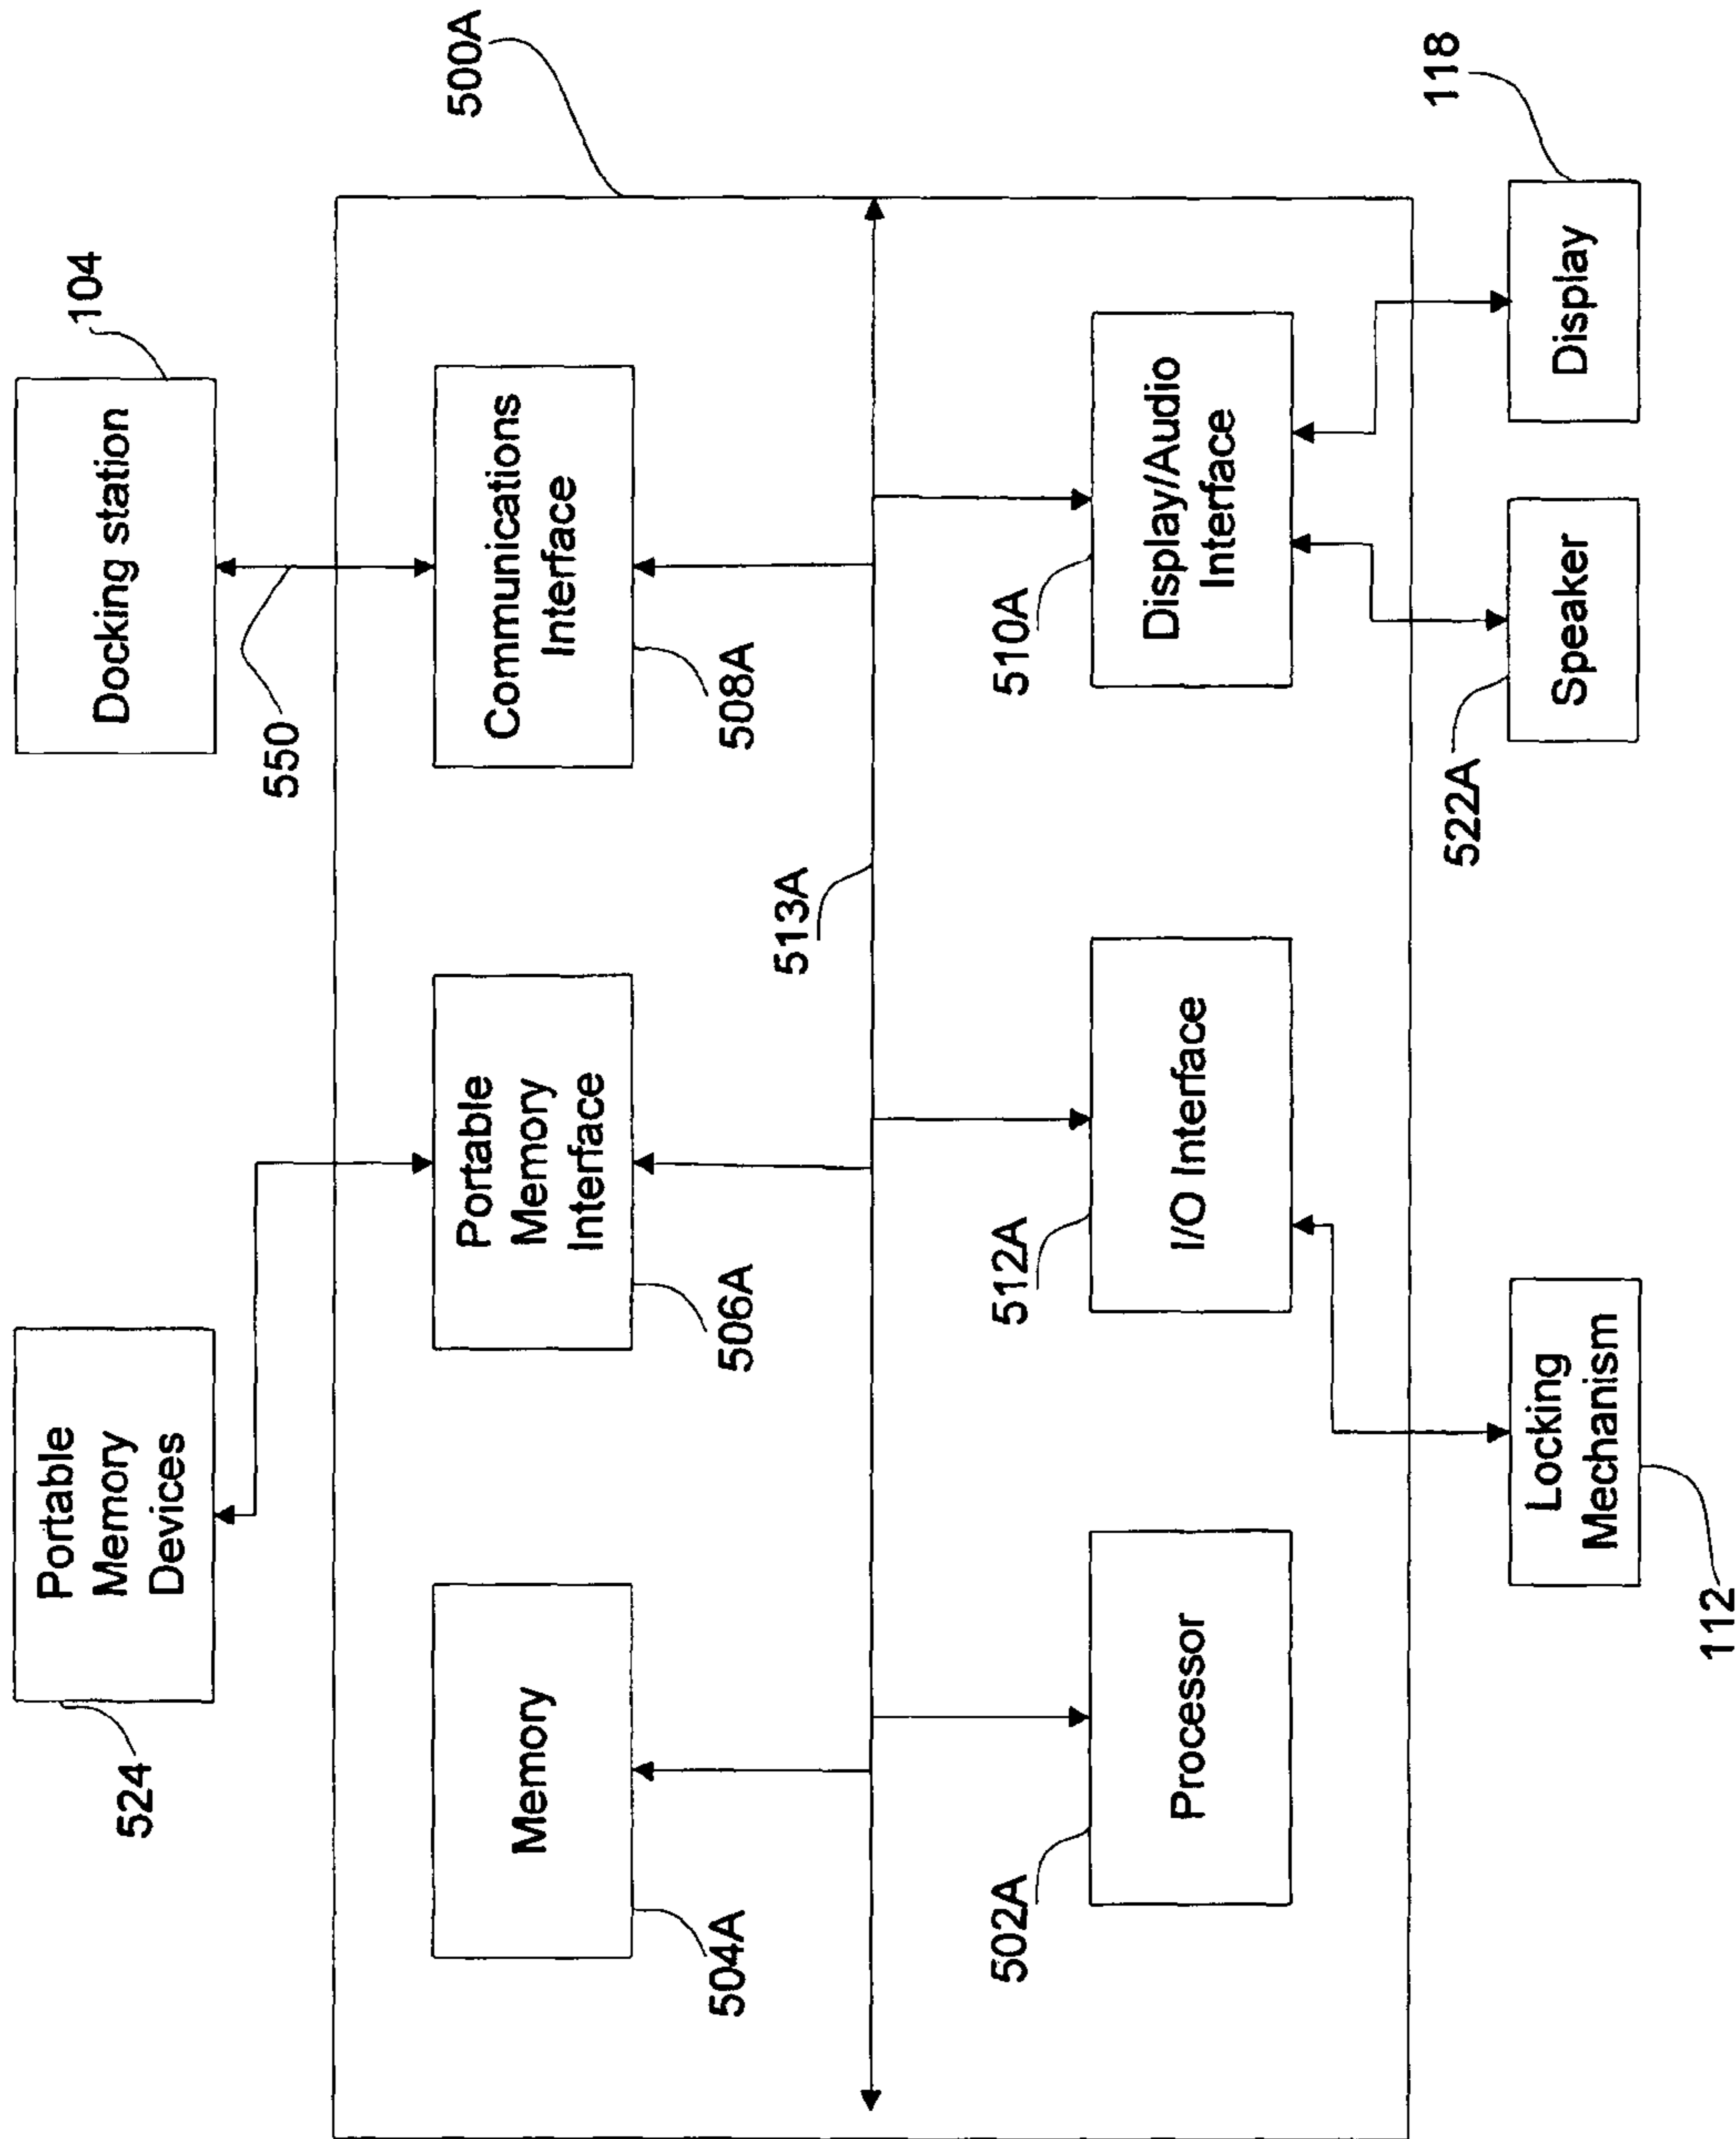 Portable
Memory
Devices
524
Docking station
104
550
500A
Memory
504A
Portable
Memory
Interface
506A
Communications
Interface
508A
513A
Processor
502A
I/O Interface
512A
Display/Audio
Interface
510A
Locking
Mechanism
112
Speaker
522A
Display
118